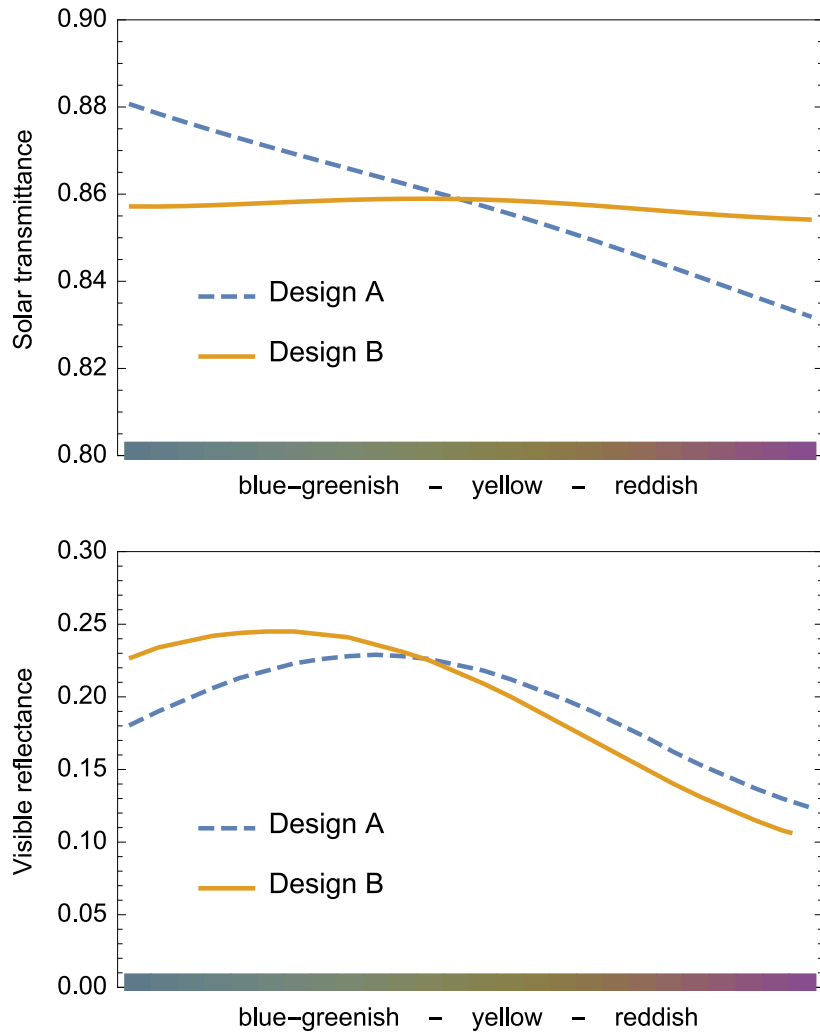 0.90
0.88
0.86
0.84
0.82
0.80
Solar transmittance
Design A
Design B
blue–greenish – yellow – reddish
0.30
0.25
0.20
0.15
0.10
0.05
0.00
Visible reflectance
Design A
Design B
blue–greenish – yellow – reddish